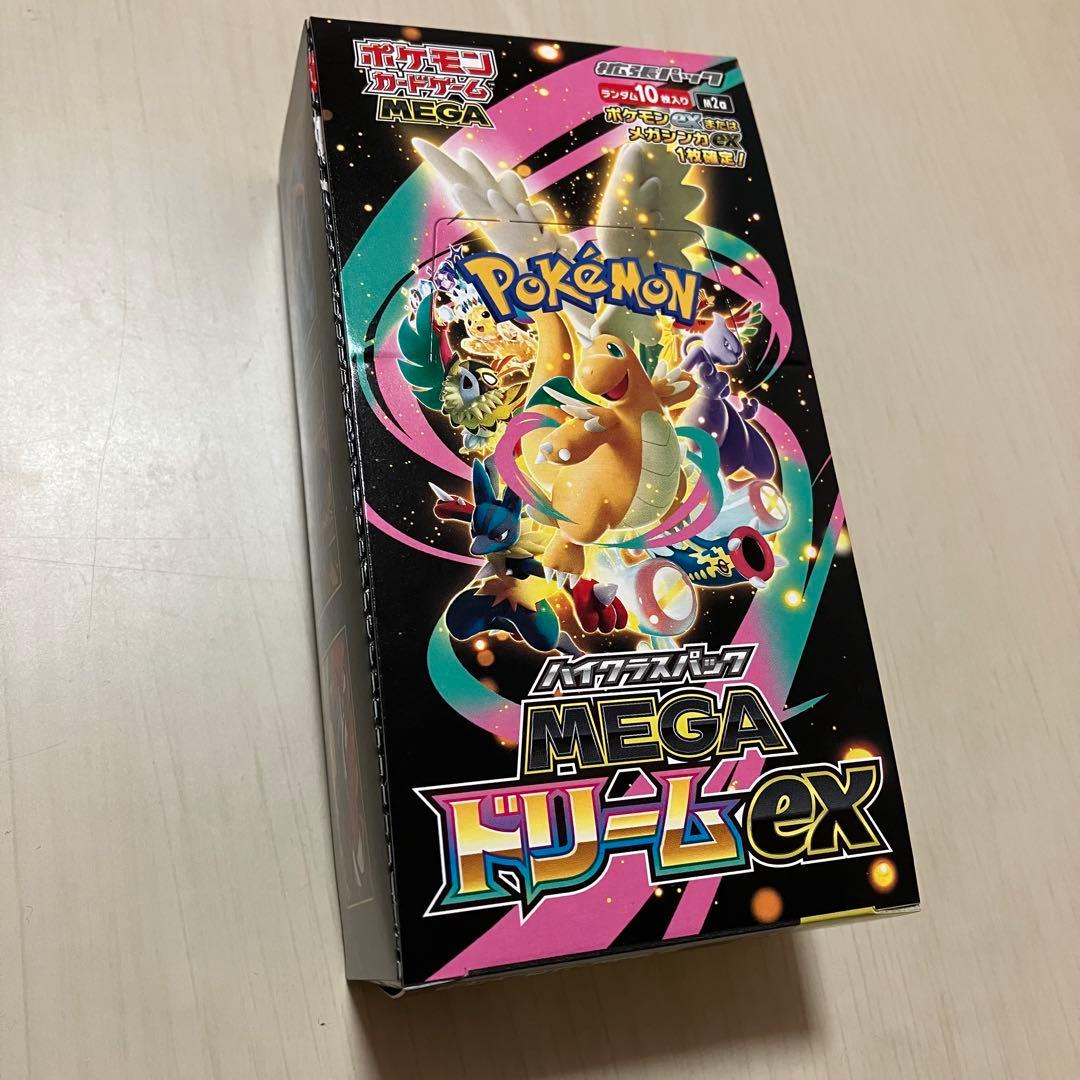 ポケモン
カードゲーム
MEGA
拡張パック
ランダム10枚入り M2a
ポケモンexまたは
メガシンカex
1枚確定!
POKéMON
ハイクラスパック
MEGA
ドリームex